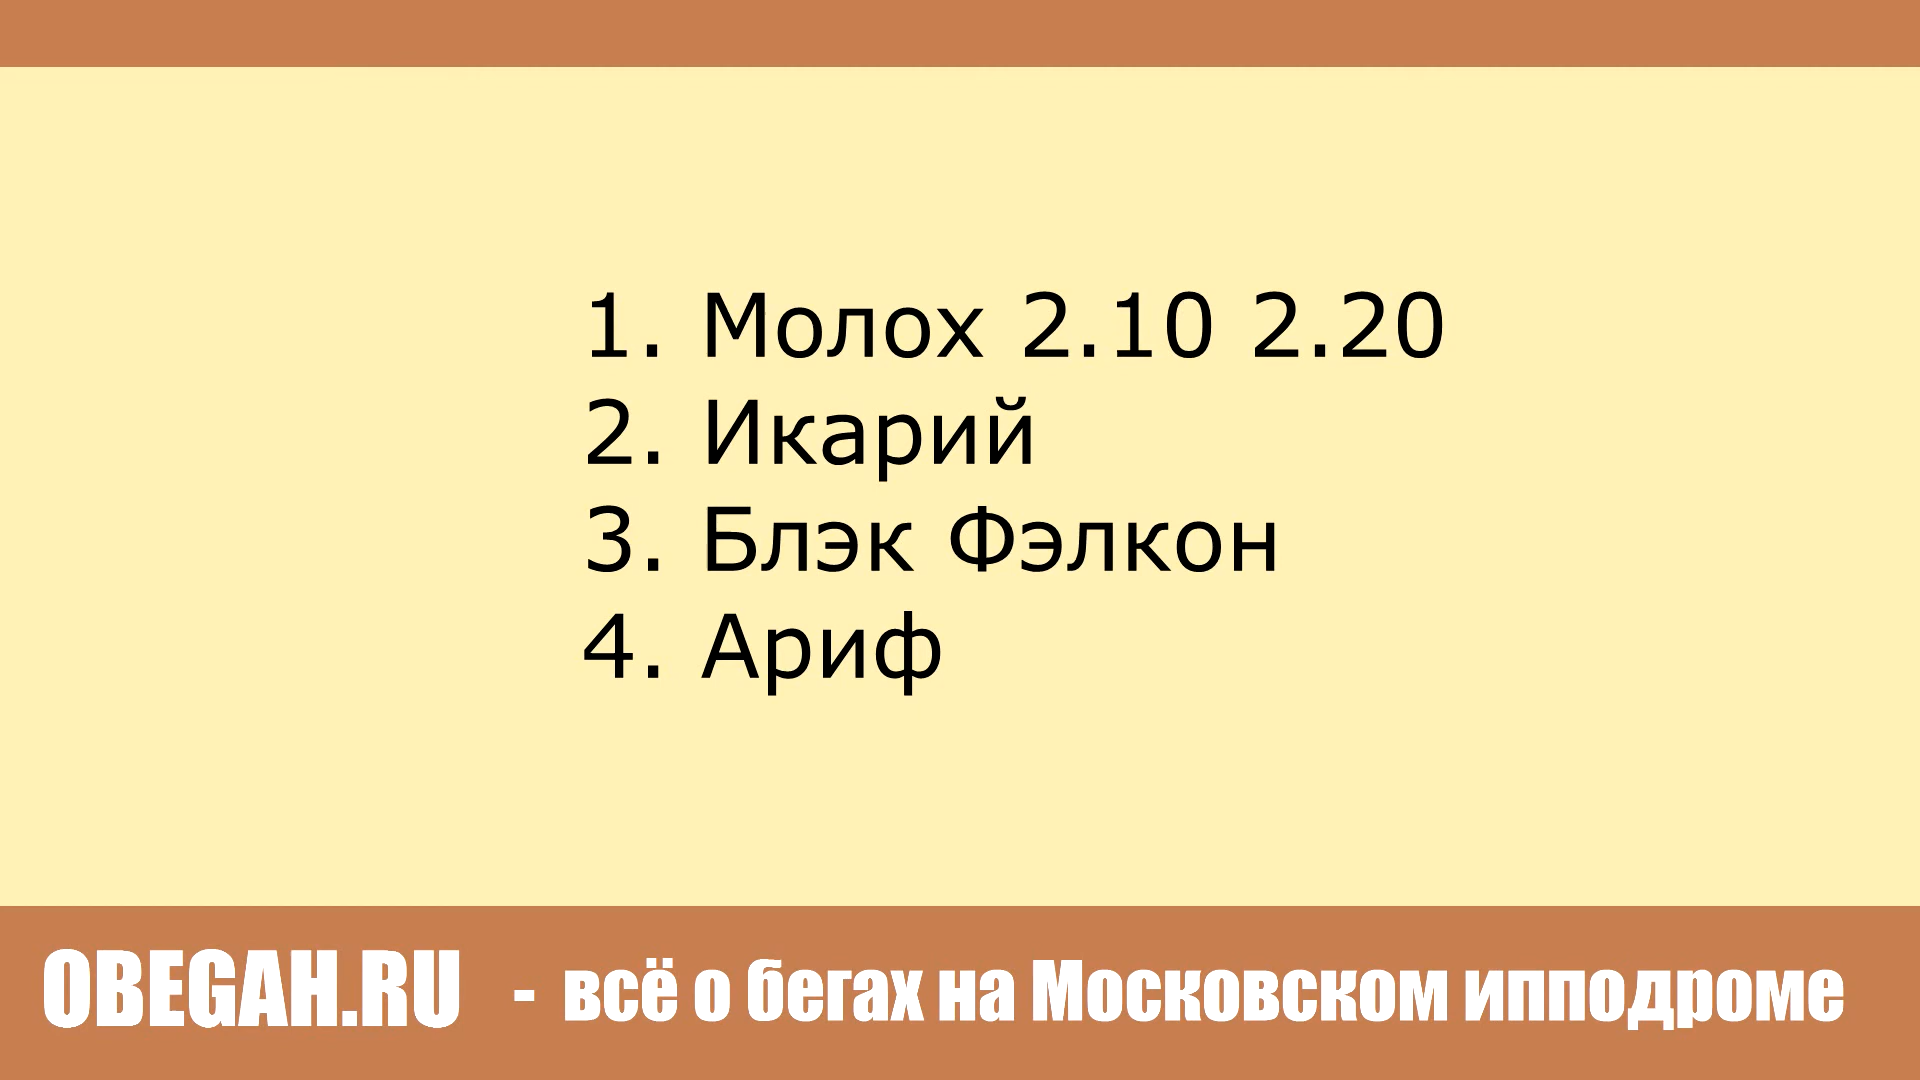 1. Молох 2.10 2.20
2. Икарий
3. Блэк Фэлкон
4. Ариф
OBEGAH.RU - всё о бегах на Московском ипподроме